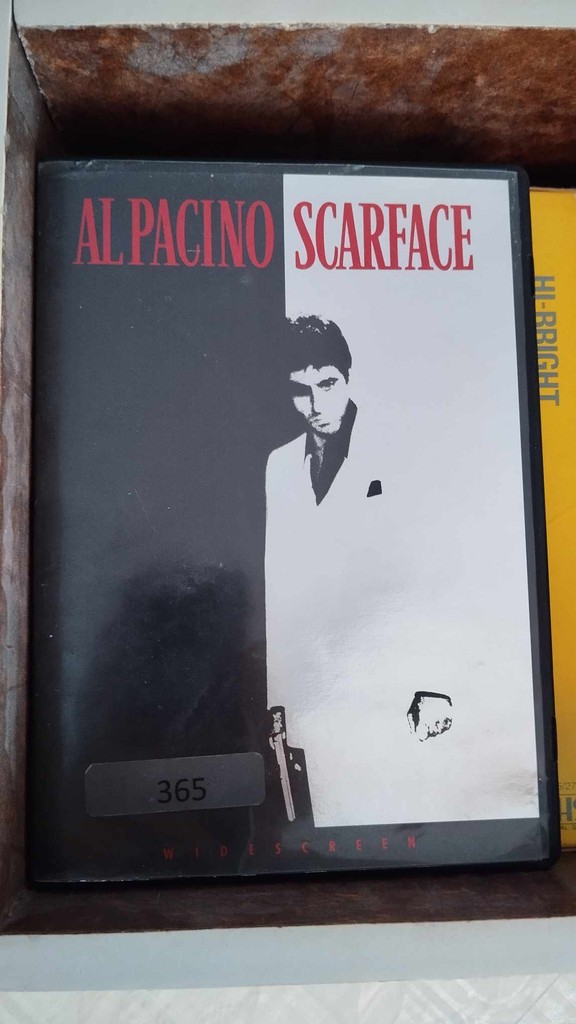 AL PACINO SCARFACE
HI-BRIGHT
365
WIDESCREEN